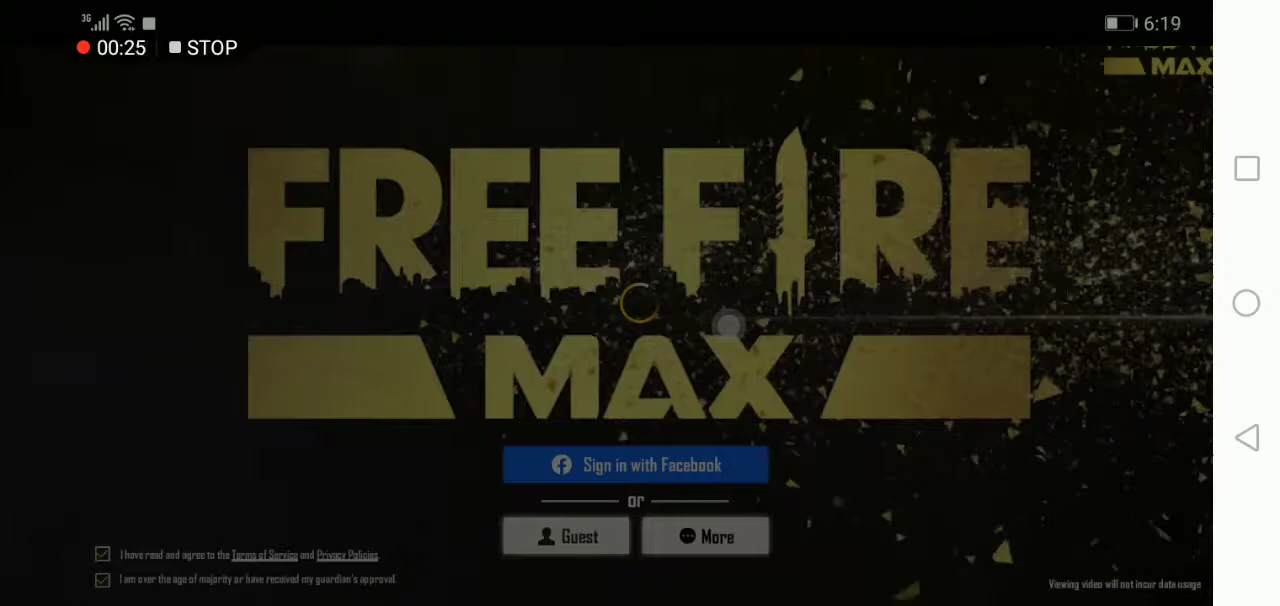 3G
6:19
00:25 STOP
MAX
FREE FIRE
MAX
Sign in with Facebook
or
Guest
More
I have read and agree to the Terms of Service and Privacy Policies.
I am over the age of majority or have received my guardian's approval.
Viewing video will not incur data usage